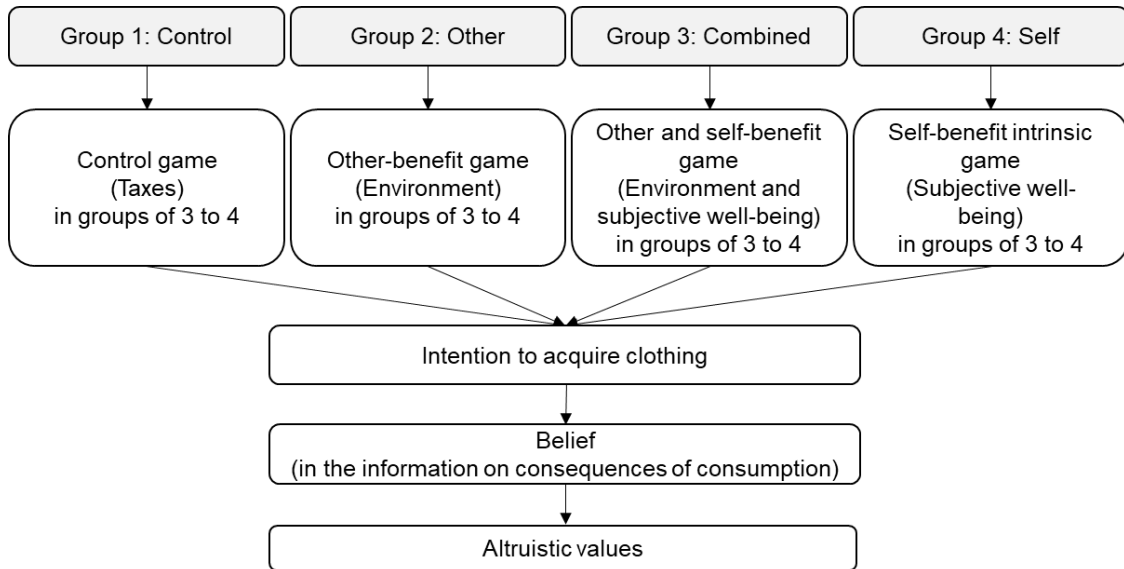 Group 1: Control
Group 2: Other
Group 3: Combined
Group 4: Self
Control game
(Taxes)
in groups of 3 to 4
Other-benefit game
(Environment)
in groups of 3 to 4
Other and self-benefit
game
(Environment and
subjective well-being)
in groups of 3 to 4
Self-benefit intrinsic
game
(Subjective well-
being)
in groups of 3 to 4
Intention to acquire clothing
Belief
(in the information on consequences of consumption)
Altruistic values